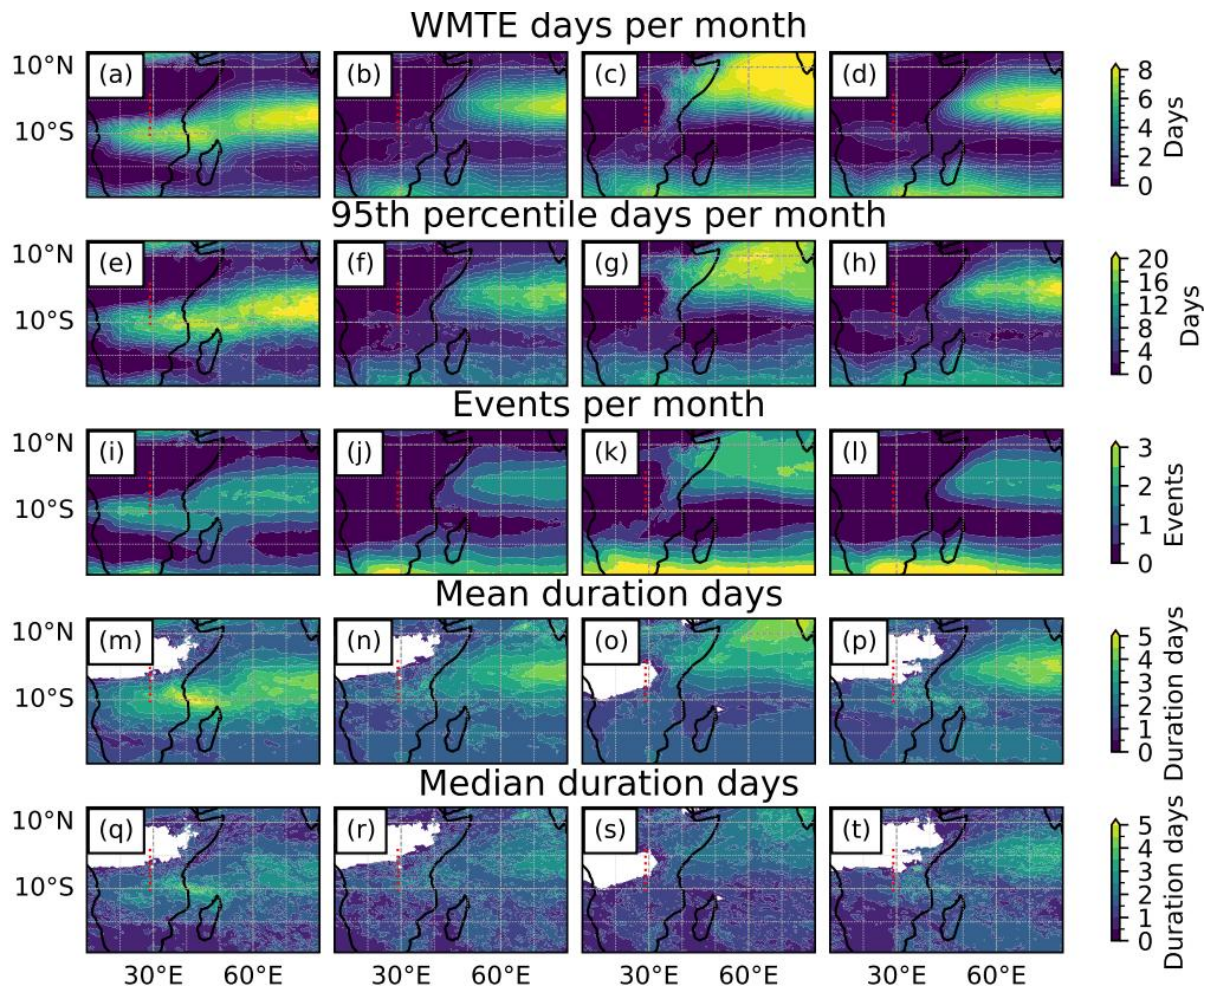 WMTE days per month
10°N
10°S
(a)
(b)
(c)
(d)
8
6
4
2
0
Days
95th percentile days per month
10°N
10°S
(e)
(f)
(g)
(h)
20
16
12
8
4
0
Days
Events per month
10°N
10°S
(i)
(j)
(k)
(l)
3
2
1
0
Events
Mean duration days
10°N
10°S
(m)
(n)
(o)
(p)
5
4
3
2
1
0
Duration days
Median duration days
10°N
10°S
(q)
(r)
(s)
(t)
5
4
3
2
1
0
Duration days
30°E 60°E 30°E 60°E 30°E 60°E 30°E 60°E